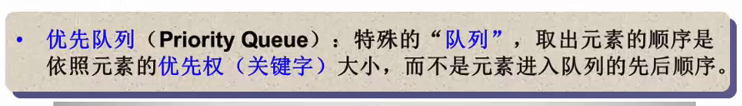 • 优先队列（Priority Queue）：特殊的“队列”，取出元素的顺序是
依照元素的优先权（关键字）大小，而不是元素进入队列的先后顺序。